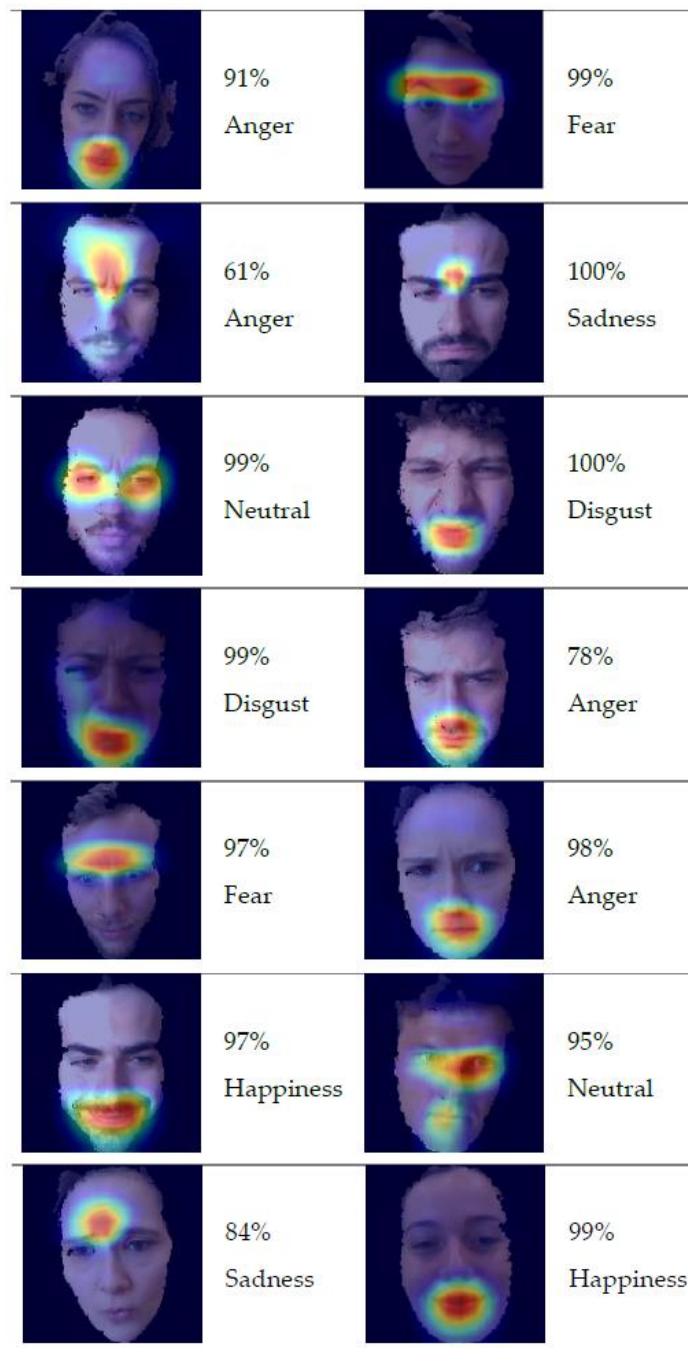 91%
Anger
99%
Fear
61%
Anger
100%
Sadness
99%
Neutral
100%
Disgust
99%
Disgust
78%
Anger
97%
Fear
98%
Anger
97%
Happiness
95%
Neutral
84%
Sadness
99%
Happiness